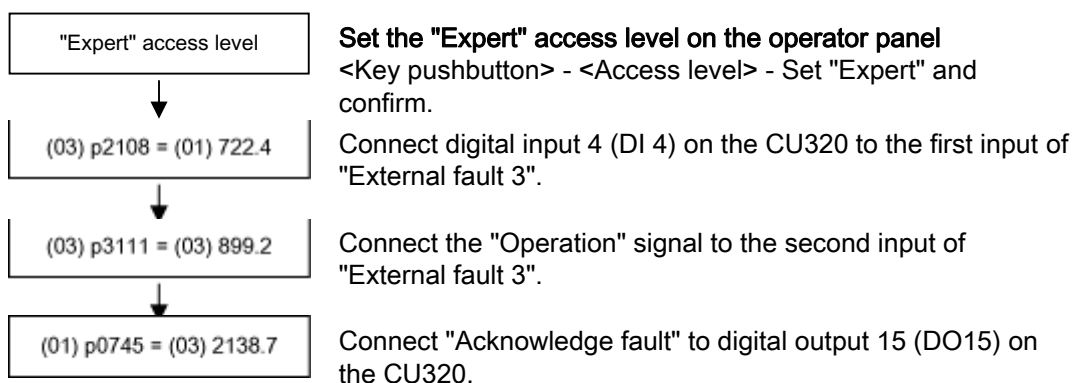 "Expert" access level
Set the "Expert" access level on the operator panel
<Key pushbutton> - <Access level> - Set "Expert" and
confirm.
(03) p2108 = (01) 722.4
Connect digital input 4 (DI 4) on the CU320 to the first input of
"External fault 3".
(03) p3111 = (03) 899.2
Connect the "Operation" signal to the second input of
"External fault 3".
(01) p0745 = (03) 2138.7
Connect "Acknowledge fault" to digital output 15 (DO15) on
the CU320.